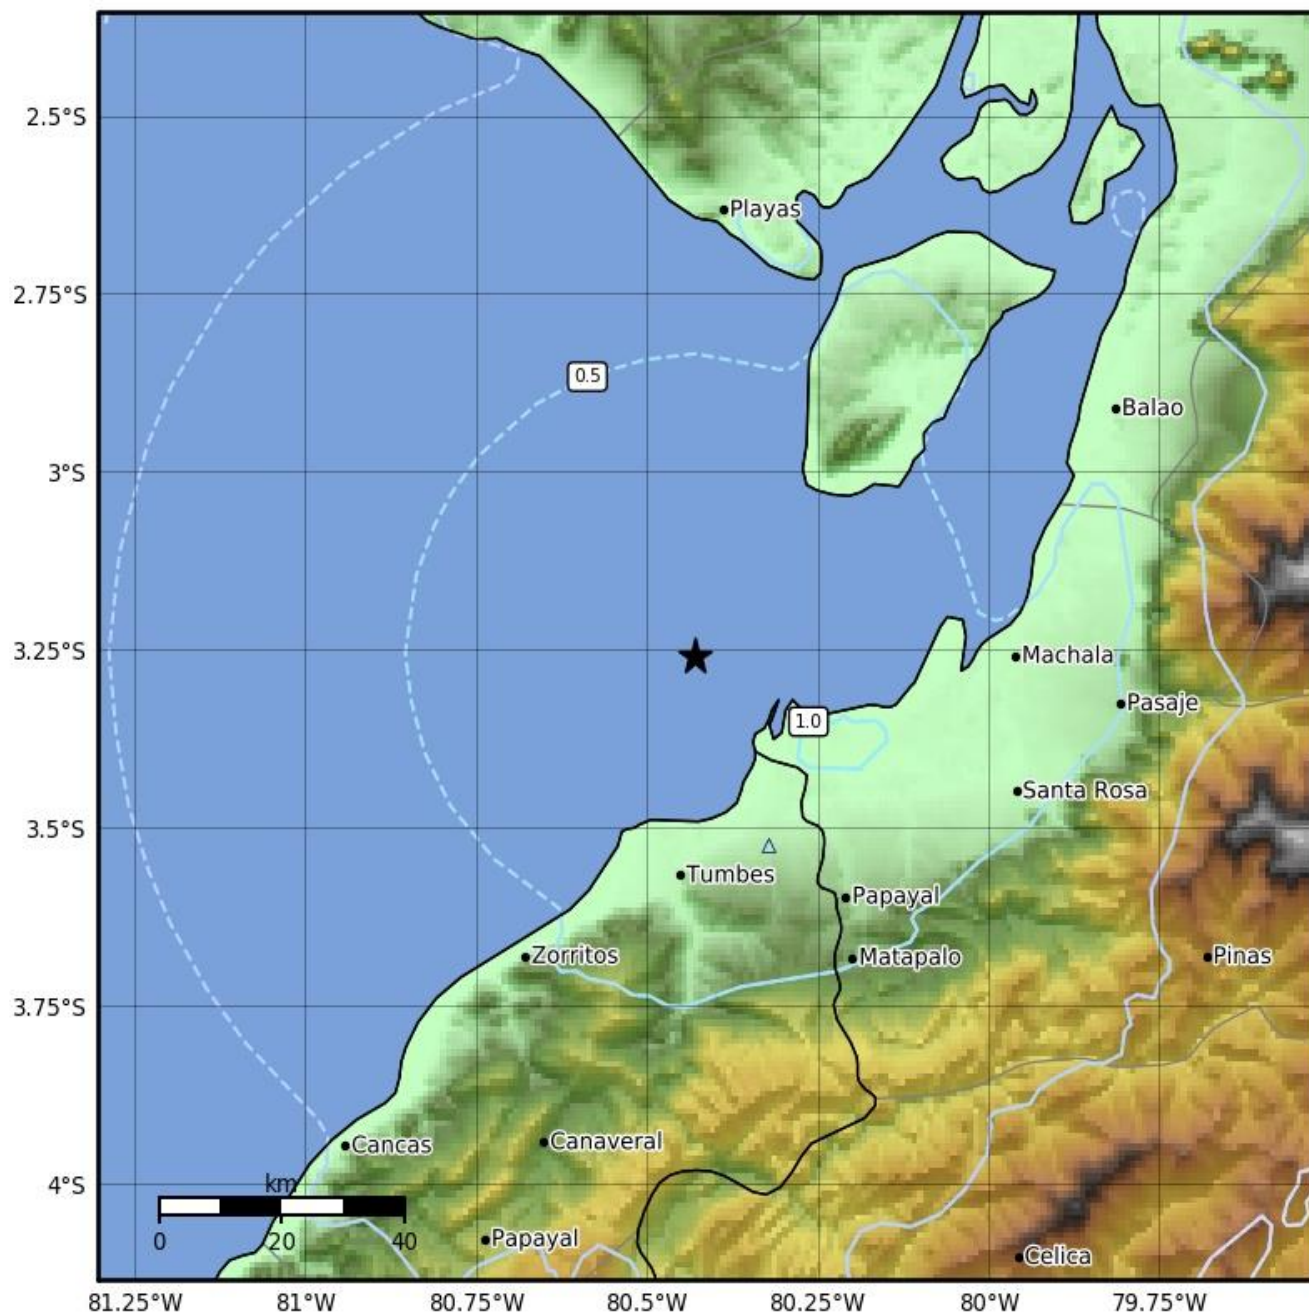 2.5°S
Playas
2.75°S
0.5
Balao
3°S
3.25°S
Machala
Pasaje
1.0
Santa Rosa
3.5°S
Tumbes
Papayal
Zorritos
Matapalo
Pinas
3.75°S
Cancas
Canaveral
km
4°S
0 20 40
Papayal
Celica
81.25°W 81°W 80.75°W 80.5°W 80.25°W 80°W 79.75°W